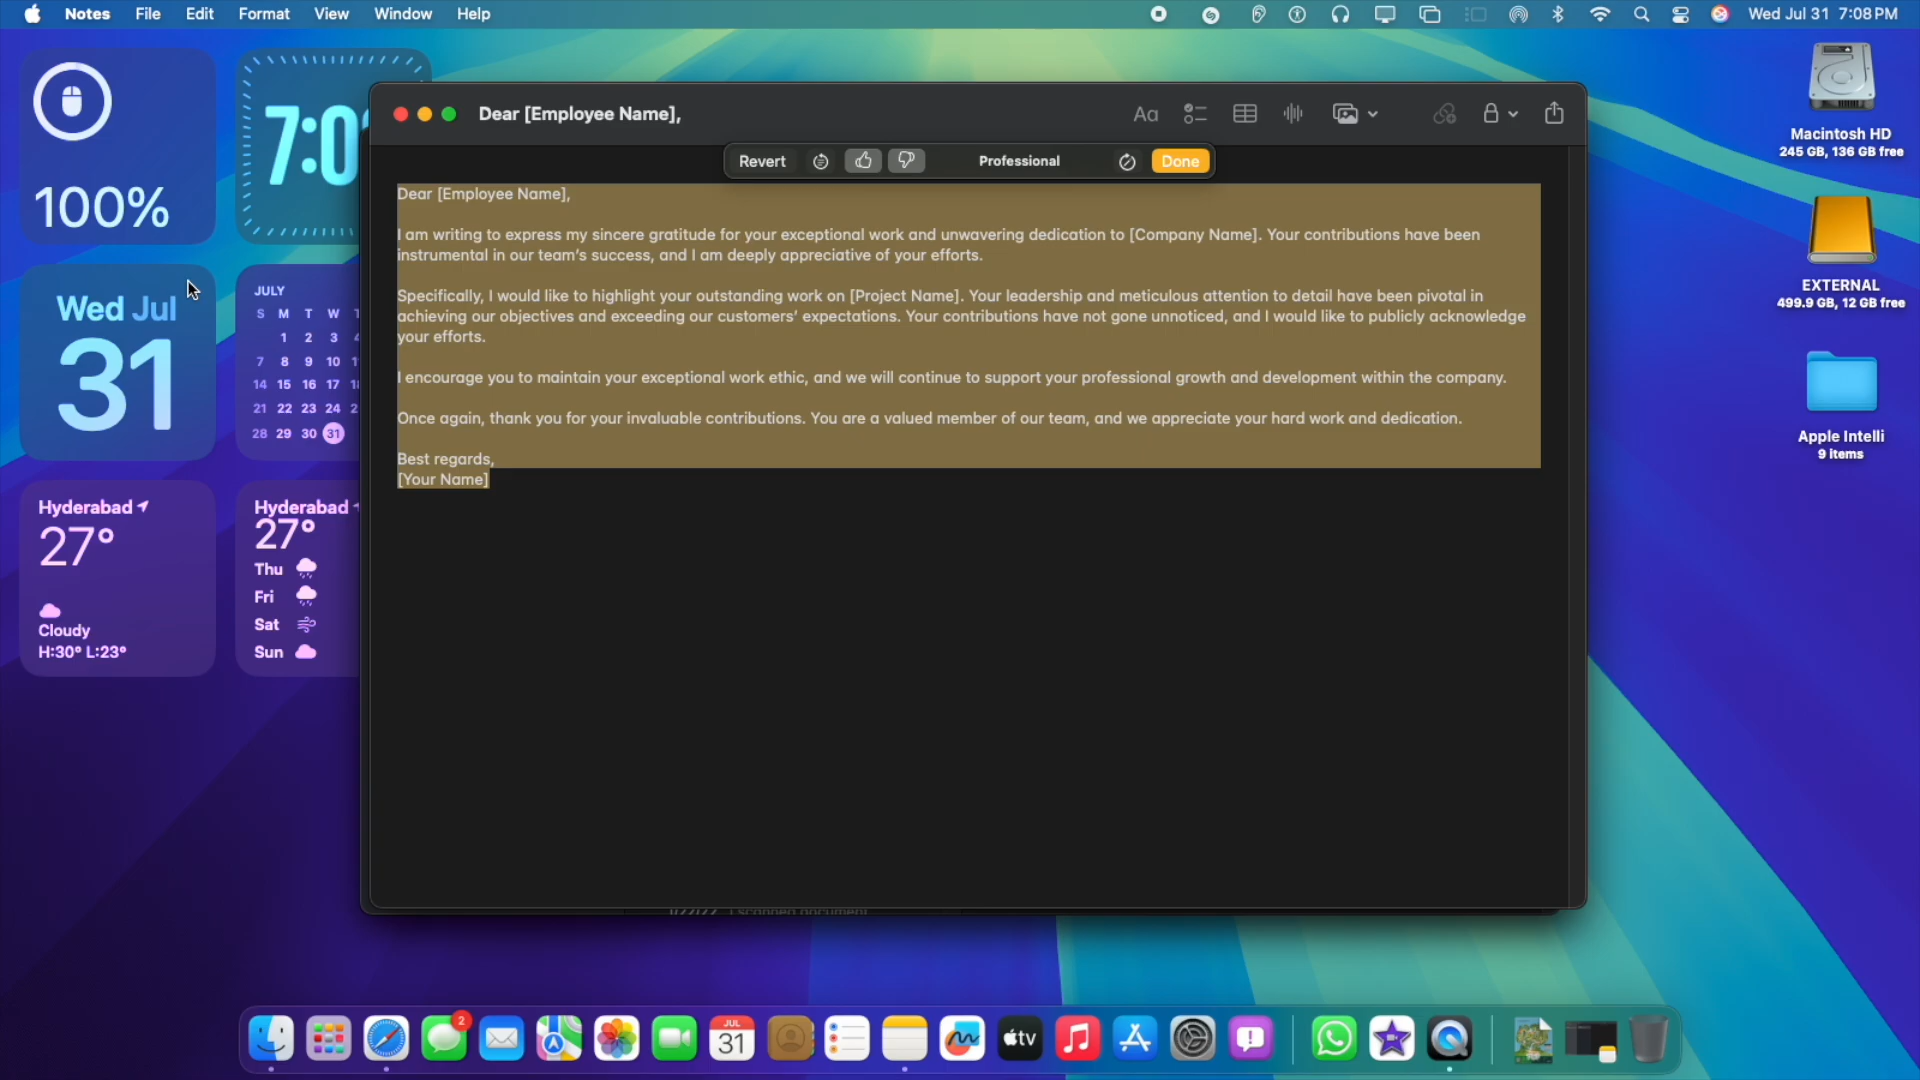 Notes File Edit Format View Window Help
Wed Jul 31 7:08 PM
100%
7:0
Wed Jul
31
JULY
S M T W
1 2 3
7 8 9 10
14 15 16 17
21 22 23 24
28 29 30 31
Hyderabad
27°
Cloudy
H:30° L:23°
Hyderabad
27°
Thu
Fri
Sat
Sun
Dear [Employee Name],
Aa
Revert
Professional
Done
Dear [Employee Name],
I am writing to express my sincere gratitude for your exceptional work and unwavering dedication to [Company Name]. Your contributions have been
instrumental in our team's success, and I am deeply appreciative of your efforts.
Specifically, I would like to highlight your outstanding work on [Project Name]. Your leadership and meticulous attention to detail have been pivotal in
achieving our objectives and exceeding our customers' expectations. Your contributions have not gone unnoticed, and I would like to publicly acknowledge
your efforts.
I encourage you to maintain your exceptional work ethic, and we will continue to support your professional growth and development within the company.
Once again, thank you for your invaluable contributions. You are a valued member of our team, and we appreciate your hard work and dedication.
Best regards,
[Your Name]
Macintosh HD
245 GB, 136 GB free
EXTERNAL
499.9 GB, 12 GB free
Apple Intelli
9 items
2
JUL
31
tv